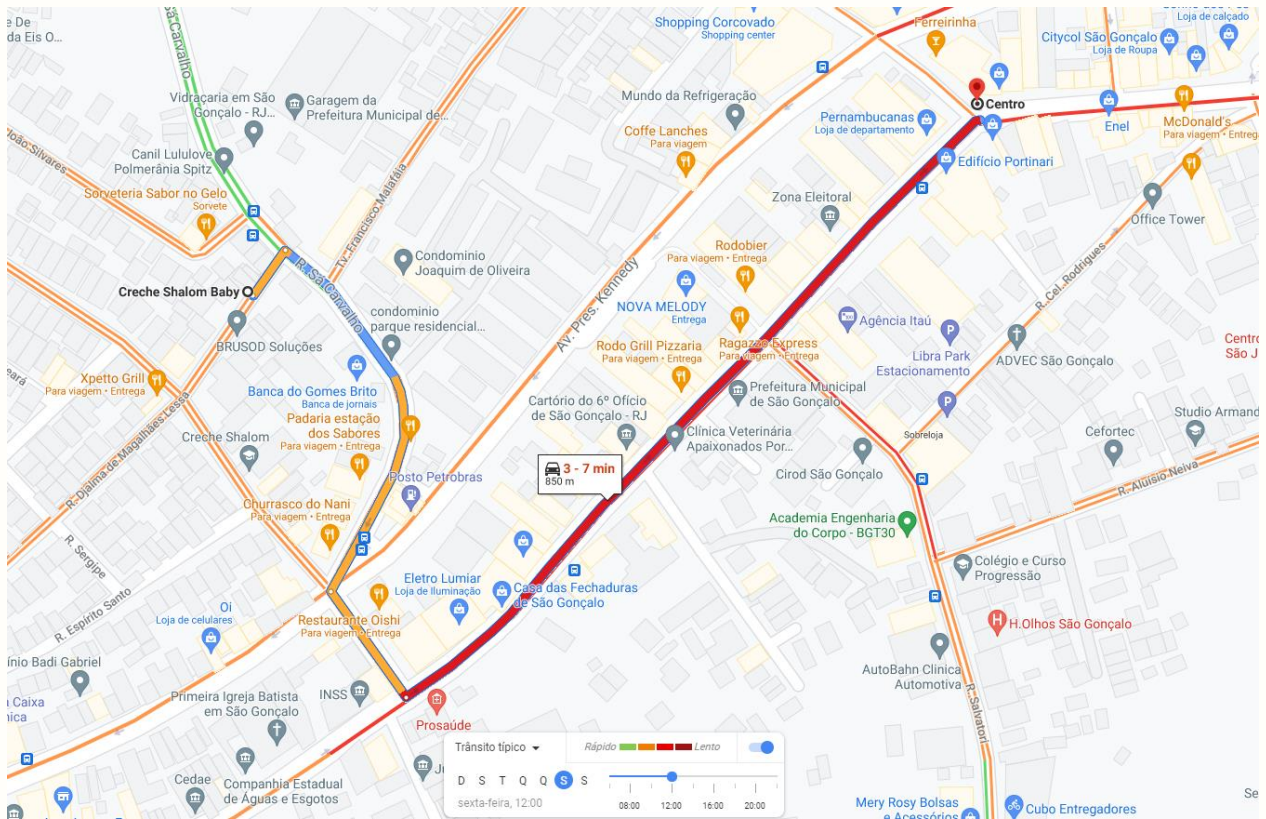 Shopping Corcovado
Shopping center
Ferreirinha
Loja de calçado
Citycol São Gonçalo
Loja de Roupa
e De
da Eis O...
Sá Carvalho
Vidraçaria em São
Gonçalo - RJ...
Garagem da
Prefeitura Municipal de...
Mundo da Refrigeração
Centro
Pernambucanas
Loja de departamento
Enel
McDonald's
Para viagem • Entrega
Coffe Lanches
Para viagem
Canil Lululove
Polmerânia Spitz
João Silvares
Edifício Portinari
Sorveteria Sabor no Gelo
Sorvete
Tv. Francisco Malafáia
Zona Eleitoral
Office Tower
Rodobier
Para viagem • Entrega
Condominio
Joaquim de Oliveira
R. Sá Carvalho
Av. Pres. Kennedy
R. Cel. Rodrigues
Creche Shalom Baby
NOVA MELODY
Entrega
condominio
parque residencial...
Agência Itaú
BRUSOD Soluções
Rodo Grill Pizzaria
Para viagem • Entrega
Ragazzo Express
Para viagem • Entrega
Libra Park
Estacionamento
ADVEC São Gonçalo
Centro
São J
Xpetto Grill
Para viagem • Entrega
Banca do Gomes Brito
Banca de jornais
Cartório do 6º Ofício
de São Gonçalo - RJ
Prefeitura Municipal
de São Gonçalo
Padaria estação
dos Sabores
Para viagem • Entrega
R. Djalma de Magalhães Lessa
Creche Shalom
Clínica Veterinária
Apaixonados Por...
Sobreloja
Studio Armand
Cefortec
3 - 7 min
850 m
Posto Petrobras
Cirod São Gonçalo
R. Aluísio Neiva
Churrasco do Nani
Para viagem • Entrega
Academia Engenharia
do Corpo - BGT30
R. Sergipe
R. Espírito Santo
Colégio e Curso
Progressão
Eletro Lumiar
Loja de Iluminação
Casa das Fechaduras
de São Gonçalo
Oi
Loja de celulares
Restaurante Oishi
Para viagem • Entrega
H.Olhos São Gonçalo
ínio Badi Gabriel
INSS
AutoBahn Clinica
Automotiva
R. Salvatori
a Caixa
nica
Primeira Igreja Batista
em São Gonçalo
Prosaúde
Trânsito típico
Rápido
Lento
Cedae
Companhia Estadual
de Águas e Esgotos
D S T Q Q S S
sexta-feira, 12:00
08:00 12:00 16:00 20:00
Mery Rosy Bolsas
e Acessórios
Cubo Entregadores
Se